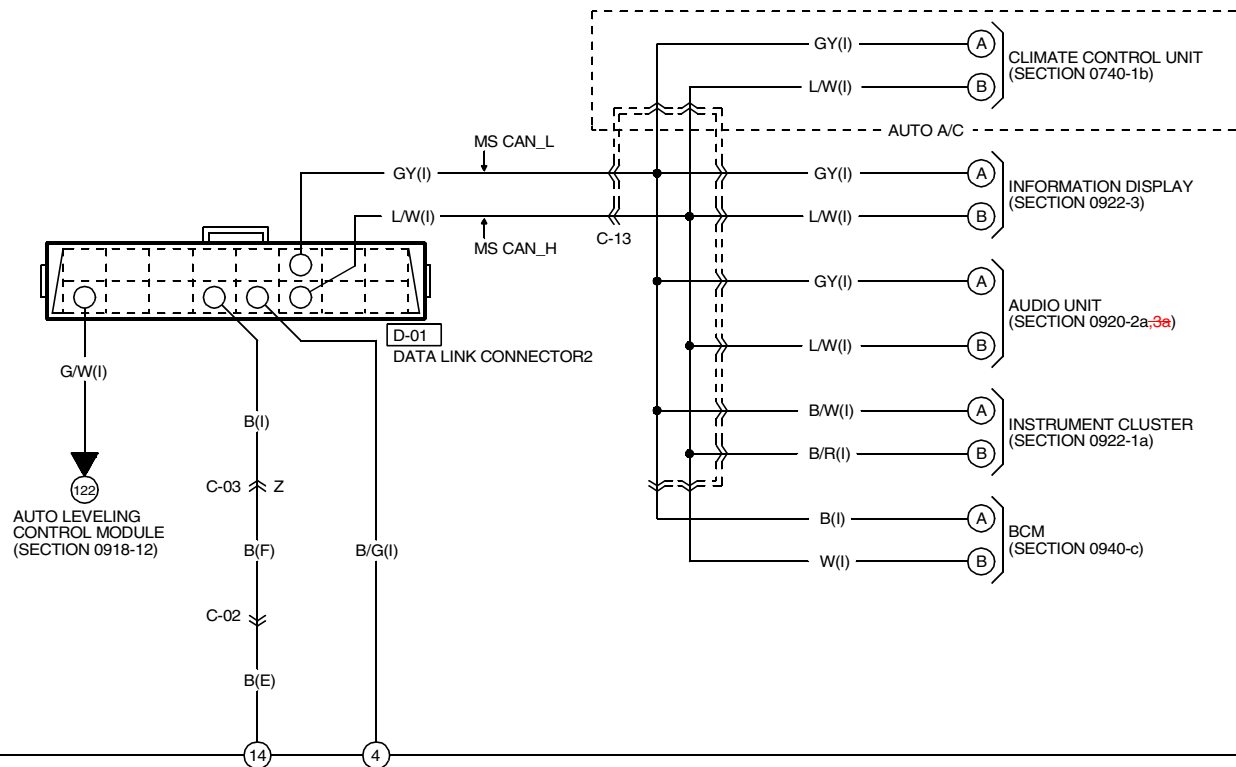 GY(I)
A
CLIMATE CONTROL UNIT
(SECTION 0740-1b)
L/W(I)
B
AUTO A/C
MS CAN_L
GY(I)
GY(I)
A
INFORMATION DISPLAY
(SECTION 0922-3)
L/W(I)
L/W(I)
B
C-13
MS CAN_H
GY(I)
A
AUDIO UNIT
(SECTION 0920-2a,3a)
L/W(I)
B
D-01
DATA LINK CONNECTOR2
G/W(I)
B(I)
B/W(I)
A
INSTRUMENT CLUSTER
(SECTION 0922-1a)
B/R(I)
B
122
AUTO LEVELING
CONTROL MODULE
(SECTION 0918-12)
C-03
Z
B(F)
B/G(I)
B(I)
A
BCM
(SECTION 0940-c)
W(I)
B
C-02
B(E)
14
4